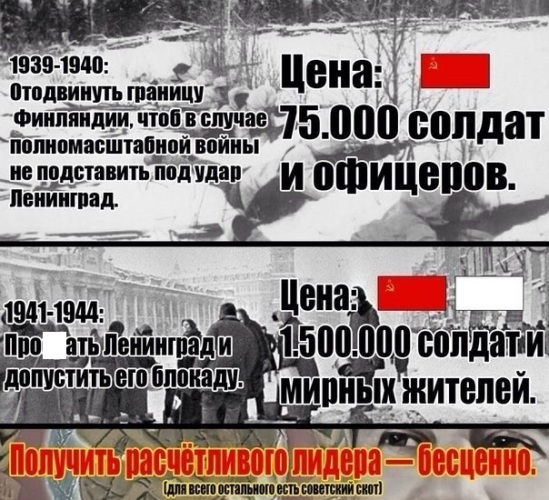 1939-1940:
Отодвинуть границу
Финляндии, чтоб в случае
полномасштабной войны
не подставить под удар
Ленинград.
Цена:
75.000 солдат
и офицеров.
1941-1944:
Про ать Ленинград и
допустить его блокаду.
Цена:
1.500.000 солдат и
мирных жителей.
Получить расчётливого лидера — бесценно.
(для всего остального есть советский скот)